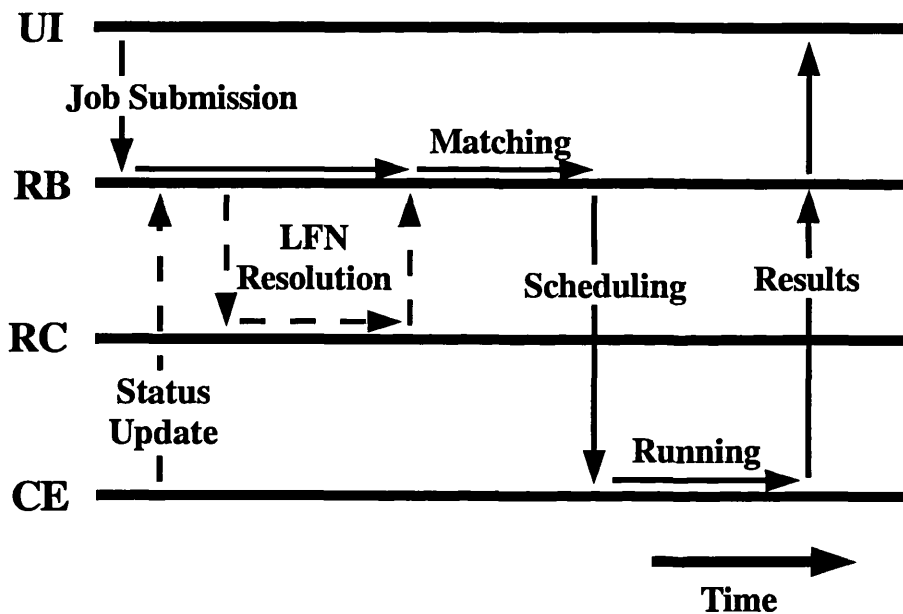 UI
Job Submission
Matching
RB
LFN
Resolution
Scheduling
Results
RC
Status
Update
Running
CE
Time